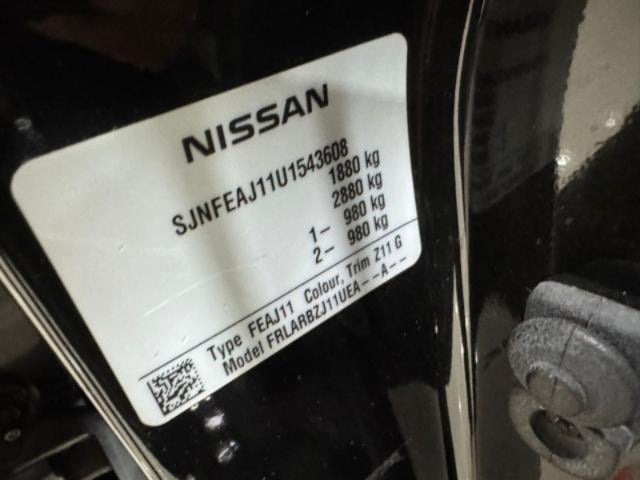 NISSAN
SJNFEAJ11U1543608
1880 kg
2880 kg
1– 980 kg
2– 980 kg
Type FEAJ11 Colour, Trim Z11 G
Model FRLARBZJ11UEA--A--